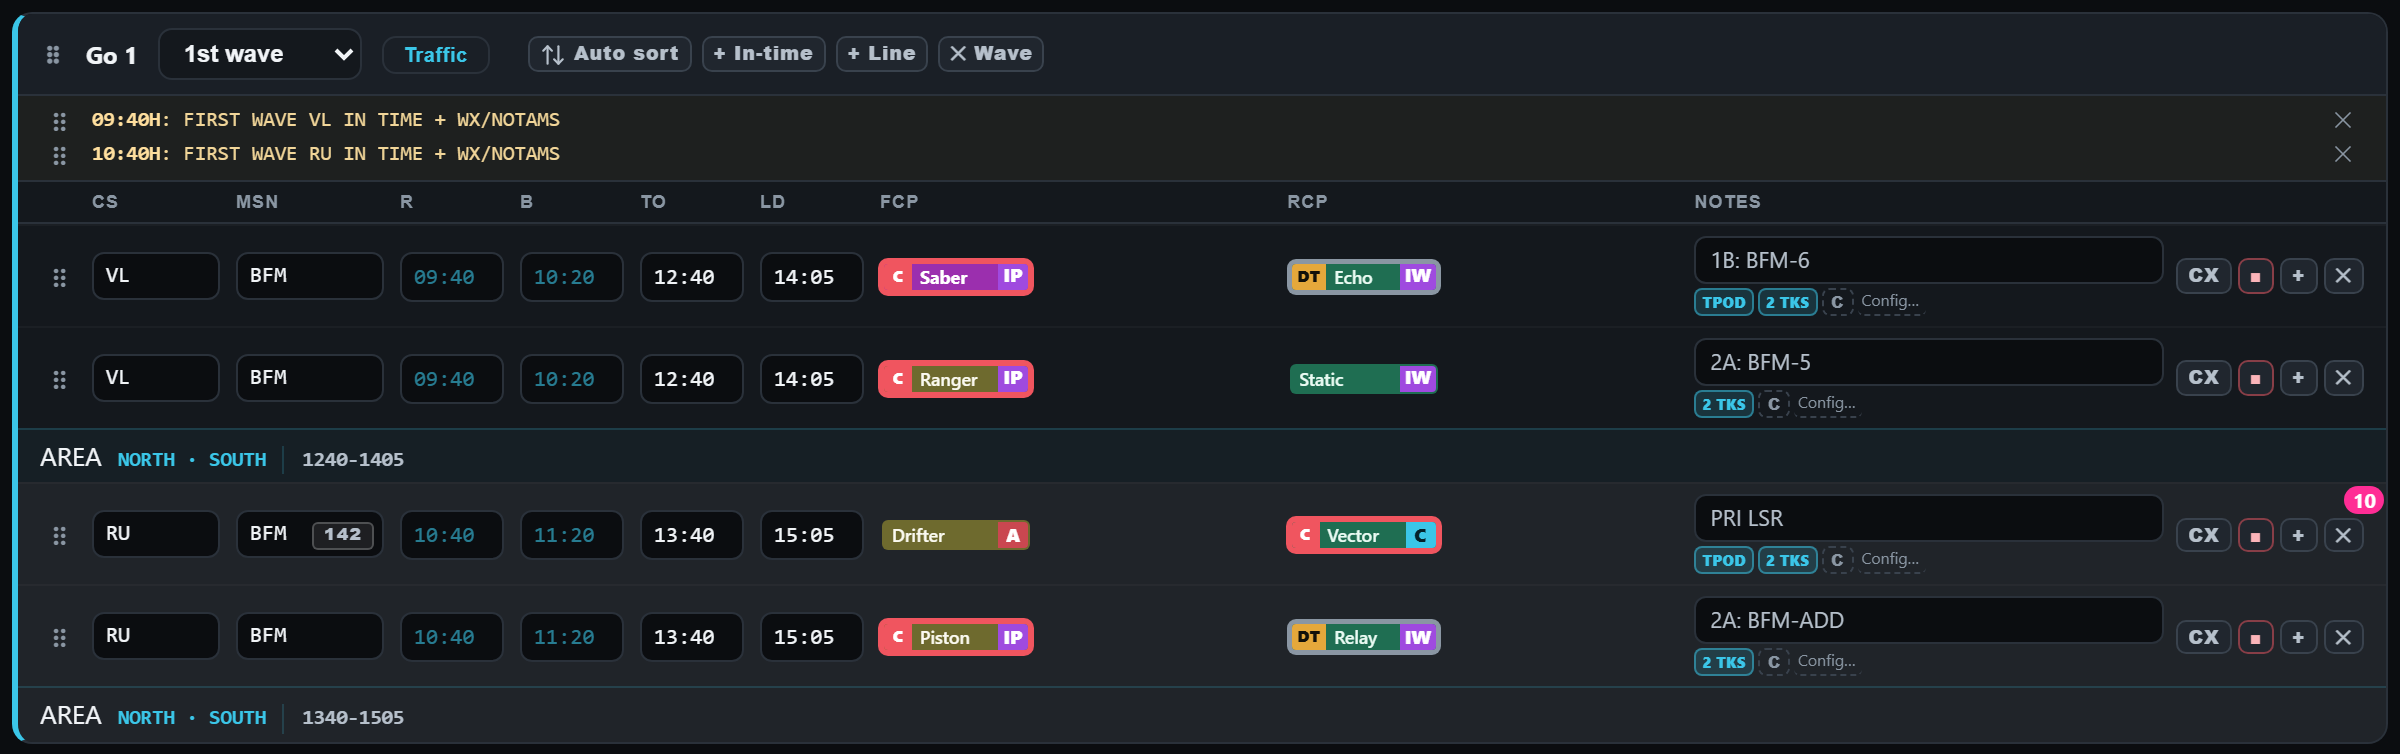 Go 1 1st wave Traffic Auto sort + In-time + Line × Wave
09:40H: FIRST WAVE VL IN TIME + WX/NOTAMS
10:40H: FIRST WAVE RU IN TIME + WX/NOTAMS
CS MSN R B TO LD FCP RCP NOTES
VL BFM 09:40 10:20 12:40 14:05 C Saber IP DT Echo IW 1B: BFM-6 CX + ×
TPOD 2 TKS C Config...
VL BFM 09:40 10:20 12:40 14:05 C Ranger IP Static IW 2A: BFM-5 CX + ×
2 TKS C Config...
AREA NORTH · SOUTH 1240-1405
10
RU BFM 142 10:40 11:20 13:40 15:05 Drifter A C Vector C PRI LSR CX + ×
TPOD 2 TKS C Config...
RU BFM 10:40 11:20 13:40 15:05 C Piston IP DT Relay IW 2A: BFM-ADD CX + ×
2 TKS C Config...
AREA NORTH · SOUTH 1340-1505